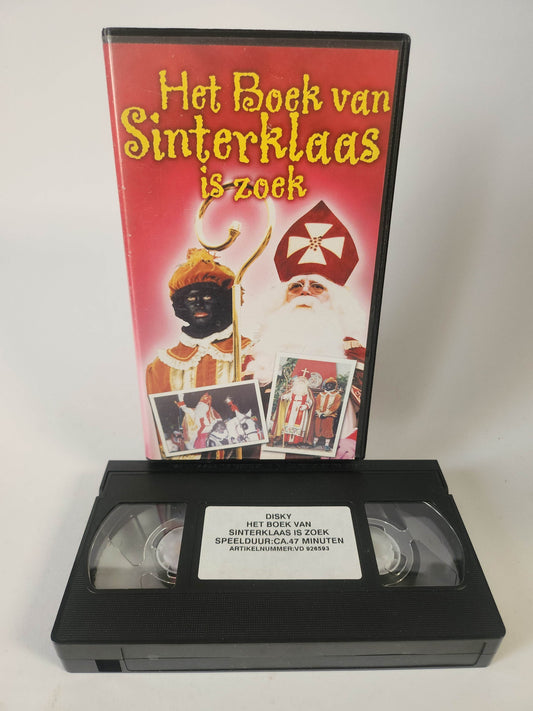 Het Boek van
Sinterklaas
is zoek
DISKY
HET BOEK VAN
SINTERKLAAS IS ZOEK
SPEELDUUR:CA.47 MINUTEN
ARTIKELNUMMER:VD 926593